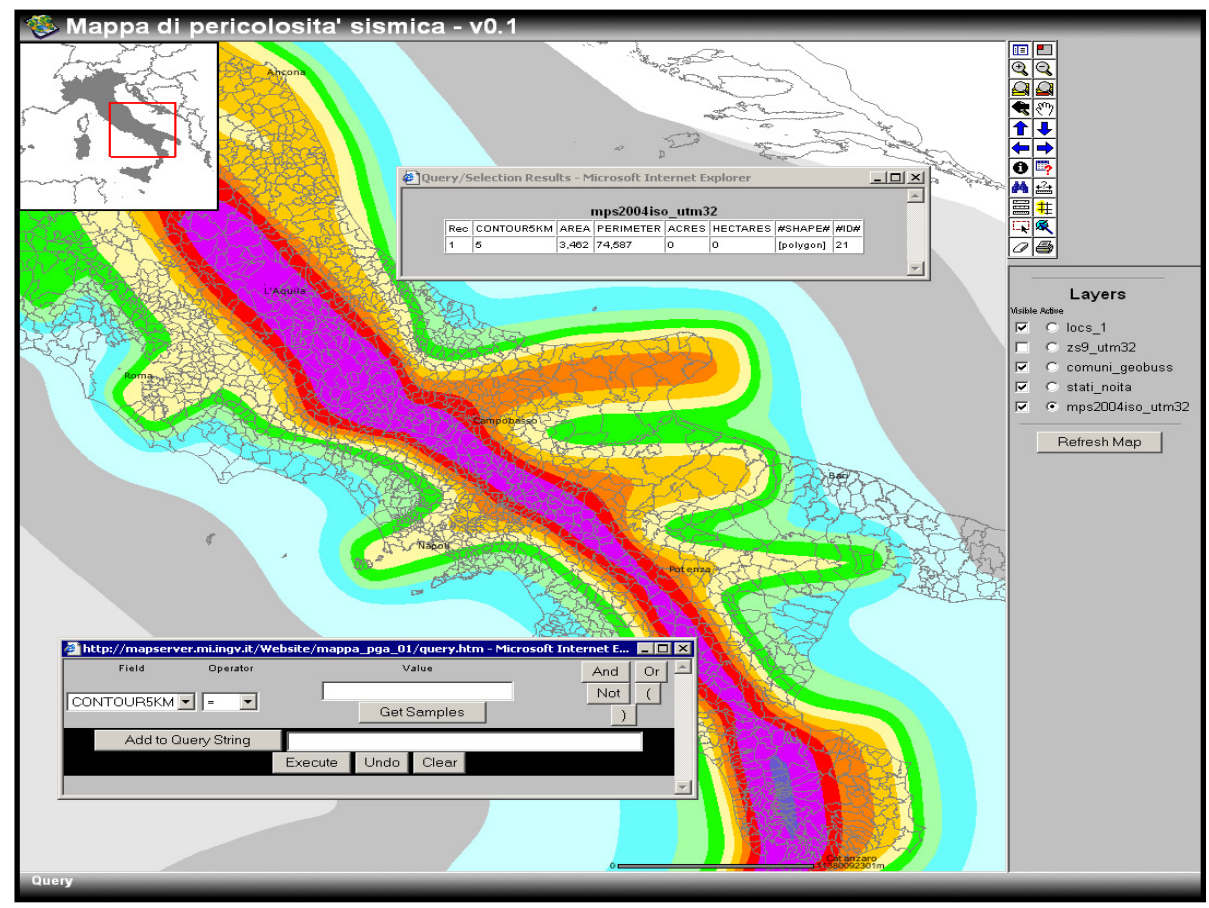 Mappa di pericolosita' sismica - v0.1
Ancona
Query/Selection Results - Microsoft Internet Explorer
mps2004iso_utm32
Rec CONTOUR5KM AREA PERIMETER ACRES HECTARES #SHAPE# #ID#
1 5 3,462 74,587 0 0 [polygon] 21
L'Aquila
Roma
Campobasso
Bari
Napoli
Potenza
Catanzaro
0
Layers
Visible Active
locs_1
zs9_utm32
comuni_geobuss
stati_noita
mps2004iso_utm32
Refresh Map
http://mapserver.mi.ingv.it/Website/mappa_pga_01/query.htm - Microsoft Internet E...
Field Operator Value
And Or
CONTOUR5KM =
Not (
Get Samples
)
Add to Query String
Execute Undo Clear
Query